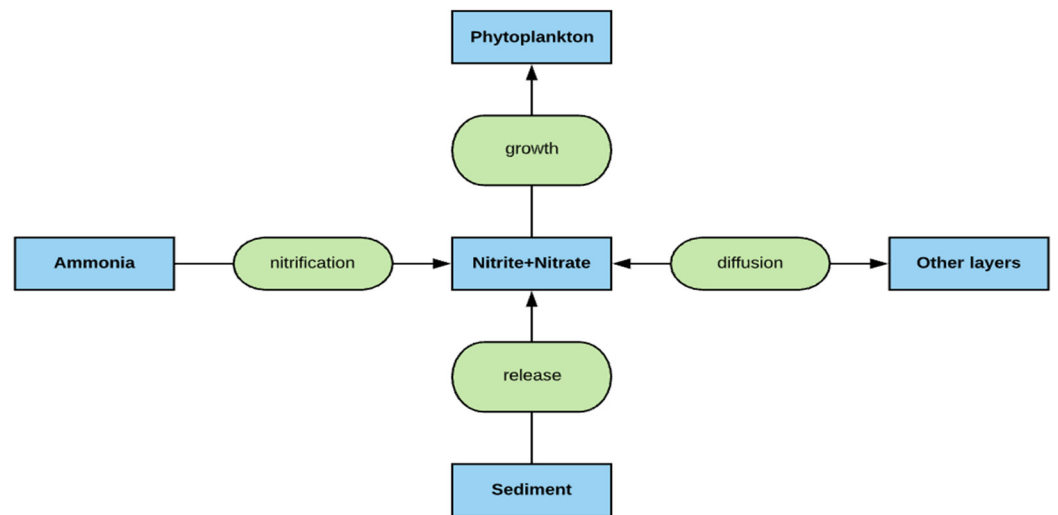 Phytoplankton
growth
Ammonia
nitrification
Nitrite+Nitrate
diffusion
Other layers
release
Sediment